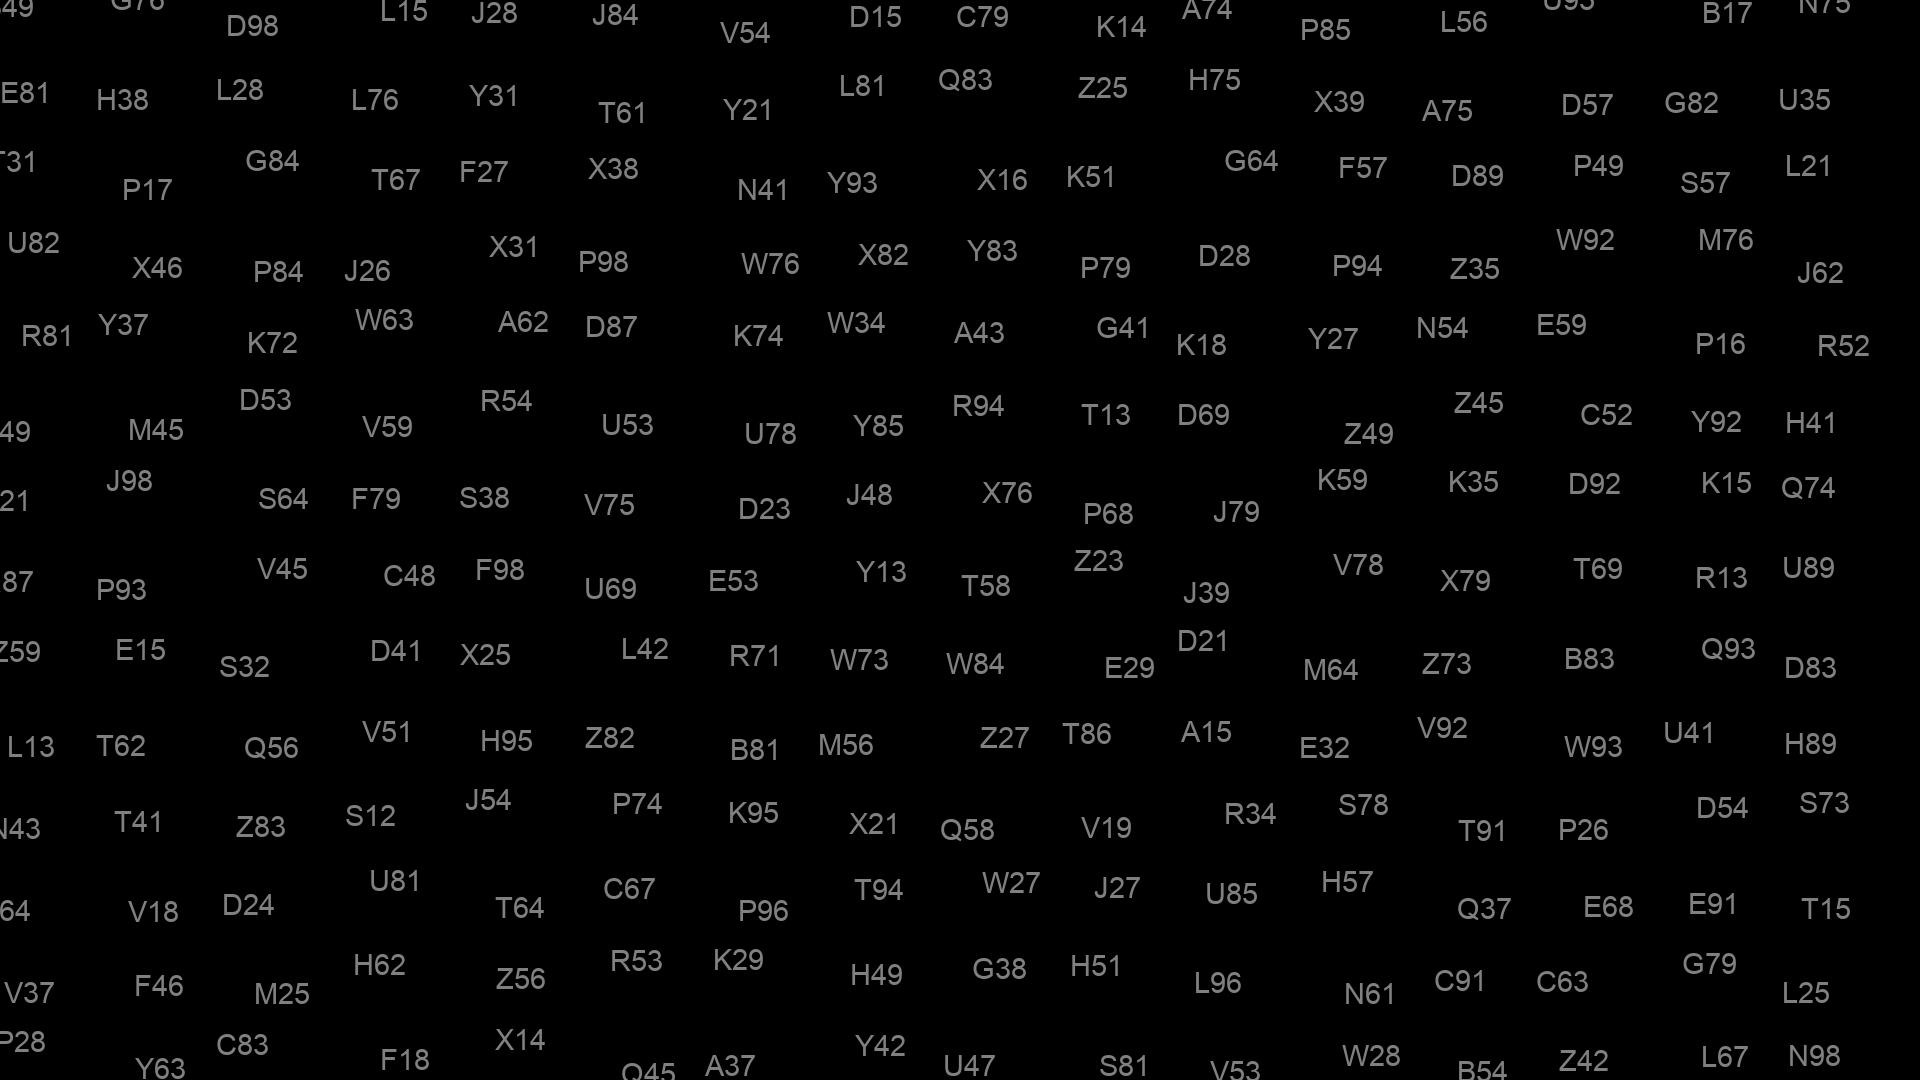 G76 D98 L15 J28 J84 V54 D15 C79 K14 A74 P85 L56 U95 B17 N75
E81 H38 L28 L76 Y31 T61 Y21 L81 Q83 Z25 H75 X39 A75 D57 G82 U35
T31 P17 G84 T67 F27 X38 N41 Y93 X16 K51 G64 F57 D89 P49 S57 L21
U82 X46 P84 J26 X31 P98 W76 X82 Y83 P79 D28 P94 Z35 W92 M76 J62
R81 Y37 K72 W63 A62 D87 K74 W34 A43 G41 K18 Y27 N54 E59 P16 R52
49 M45 D53 V59 R54 U53 U78 Y85 R94 T13 D69 Z49 Z45 C52 Y92 H41
21 J98 S64 F79 S38 V75 D23 J48 X76 P68 J79 K59 K35 D92 K15 Q74
87 P93 V45 C48 F98 U69 E53 Y13 T58 Z23 J39 V78 X79 T69 R13 U89
Z59 E15 S32 D41 X25 L42 R71 W73 W84 E29 D21 M64 Z73 B83 Q93 D83
L13 T62 Q56 V51 H95 Z82 B81 M56 Z27 T86 A15 E32 V92 W93 U41 H89
N43 T41 Z83 S12 J54 P74 K95 X21 Q58 V19 R34 S78 T91 P26 D54 S73
64 V18 D24 U81 T64 C67 P96 T94 W27 J27 U85 H57 Q37 E68 E91 T15
V37 F46 M25 H62 Z56 R53 K29 H49 G38 H51 L96 N61 C91 C63 G79 L25
P28 Y63 C83 F18 X14 Q45 A37 Y42 U47 S81 V53 W28 B54 Z42 L67 N98